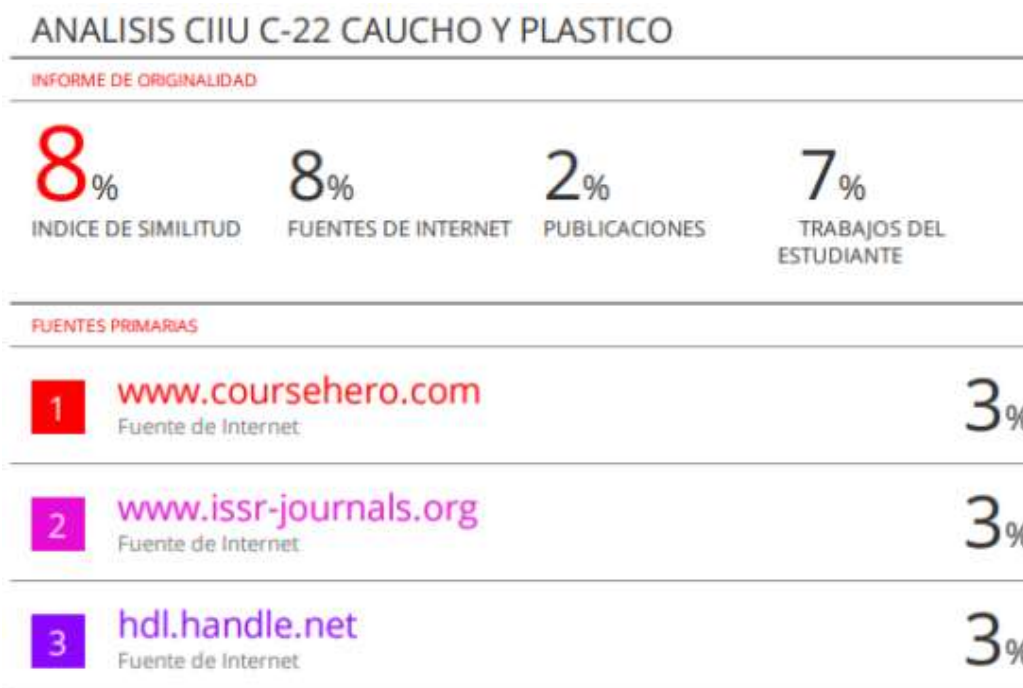 ANALISIS CIIU C-22 CAUCHO Y PLASTICO
INFORME DE ORIGINALIDAD
8%
INDICE DE SIMILITUD
8%
FUENTES DE INTERNET
2%
PUBLICACIONES
7%
TRABAJOS DEL
ESTUDIANTE
FUENTES PRIMARIAS
1
www.coursehero.com
Fuente de Internet
3%
2
www.issr-journals.org
Fuente de Internet
3%
3
hdl.handle.net
Fuente de Internet
3%